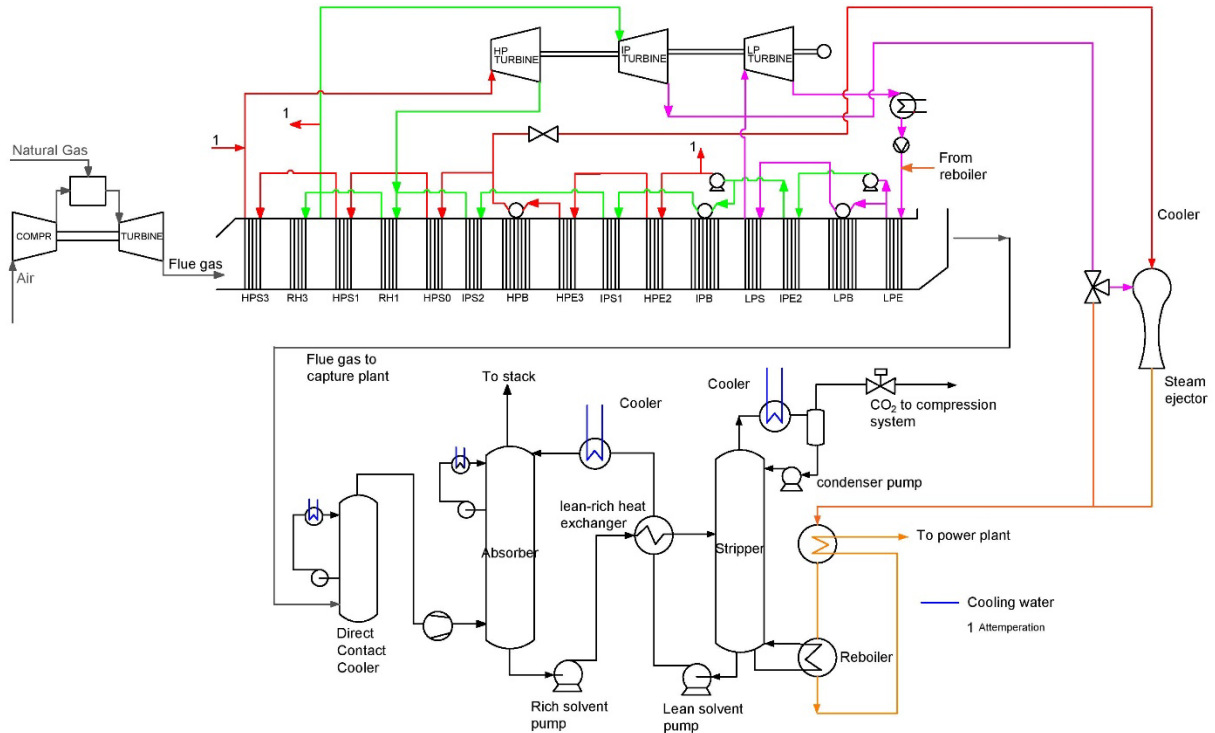 HP
TURBINE
IP
TURBINE
LP
TURBINE
1
1
1
Natural Gas
From
reboiler
COMPR
TURBINE
Flue gas
Air
Cooler
HPS3
RH3
HPS1
RH1
HPS0
IPS2
HPB
HPE3
IPS1
HPE2
IPB
LPS
IPE2
LPB
LPE
Flue gas to
capture plant
To stack
Cooler
Cooler
CO₂ to compression
system
Steam
ejector
condenser pump
lean-rich heat
exchanger
Absorber
Stripper
To power plant
Cooling water
1 Attemperation
Direct
Contact
Cooler
Reboiler
Rich solvent
pump
Lean solvent
pump